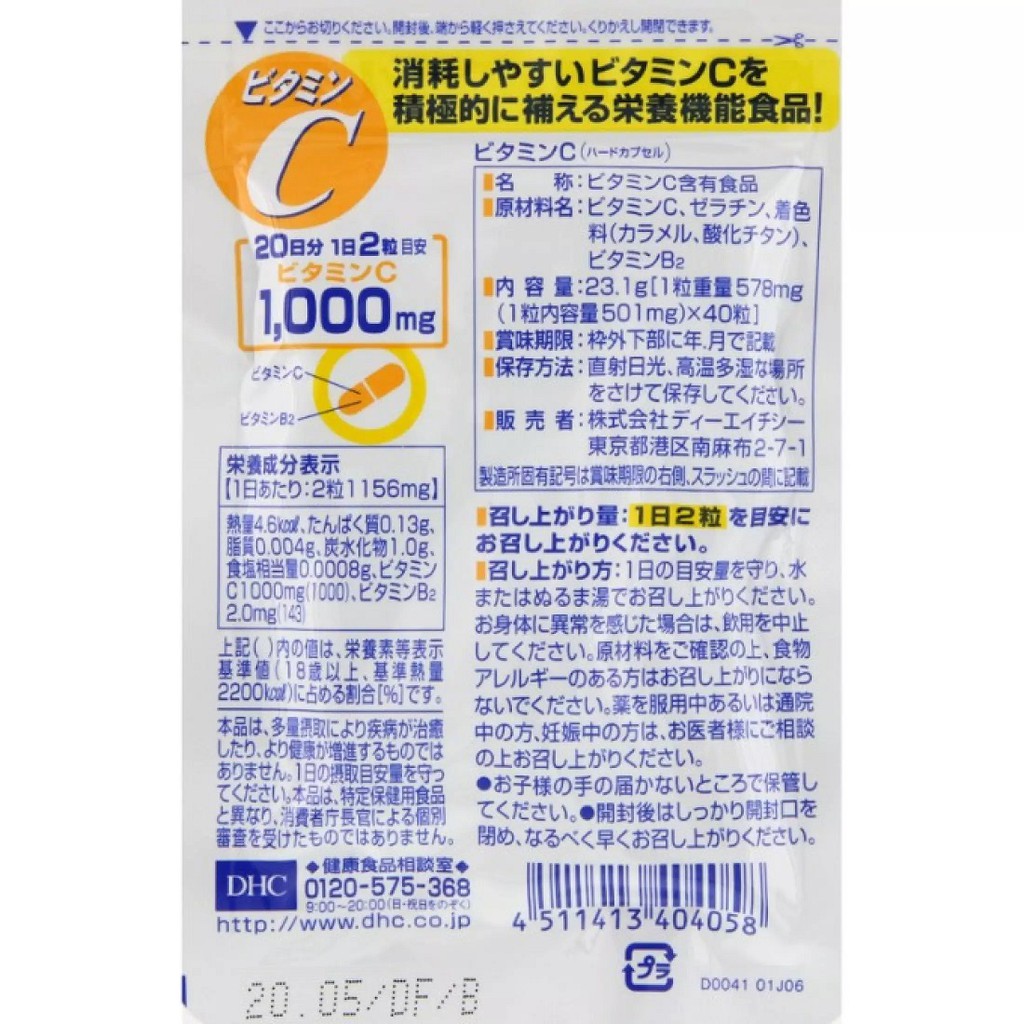 ここからお切りください。開封後、端から軽く押さえてください。くりかえし開閉できます。
ビタミン
C
消耗しやすいビタミンCを
積極的に補える栄養機能食品!
20日分 1日2粒目安
ビタミンC
1,000mg
ビタミンC
ビタミンB2
栄養成分表示
[1日あたり:2粒1156mg]
熱量4.6kcal、たんぱく質0.13g、
脂質0.004g、炭水化物1.0g、
食塩相当量0.0008g、ビタミン
C1000mg(1000)、ビタミンB2
2.0mg(143)
上記( )内の値は、栄養素等表示
基準値(18歳以上、基準熱量
2200kcal)に占める割合[%]です。
本品は、多量摂取により疾病が治癒
したり、より健康が増進するものでは
ありません。1日の摂取目安量を守っ
てください。本品は、特定保健用食品
と異なり、消費者庁長官による個別
審査を受けたものではありません。
DHC
◆健康食品相談室◆
0120-575-368
9:00~20:00(日・祝日をのぞく)
http://www.dhc.co.jp
ビタミンC(ハードカプセル)
名 称:ビタミンC含有食品
原材料名:ビタミンC、ゼラチン、着色
料(カラメル、酸化チタン)、
ビタミンB2
内容量:23.1g[1粒重量578mg
(1粒内容量501mg)×40粒]
賞味期限:枠外下部に年.月で記載
保存方法:直射日光、高温多湿な場所
をさけて保存してください。
販売者:株式会社ディーエイチシー
東京都港区南麻布2-7-1
製造所固有記号は賞味期限の右側、スラッシュの間に記載
召し上がり量:1日2粒を目安に
お召し上がりください。
召し上がり方:1日の目安量を守り、水
またはぬるま湯でお召し上がりください。
お身体に異常を感じた場合は、飲用を中止
してください。原材料をご確認の上、食物
アレルギーのある方はお召し上がりになら
ないでください。薬を服用中あるいは通院
中の方、妊娠中の方は、お医者様にご相談
の上お召し上がりください。
●お子様の手の届かないところで保管し
てください。●開封後はしっかり開封口を
閉め、なるべく早くお召し上がりください。
4 511413 404058
プラ
D0041 01J06
20.05/DF/B